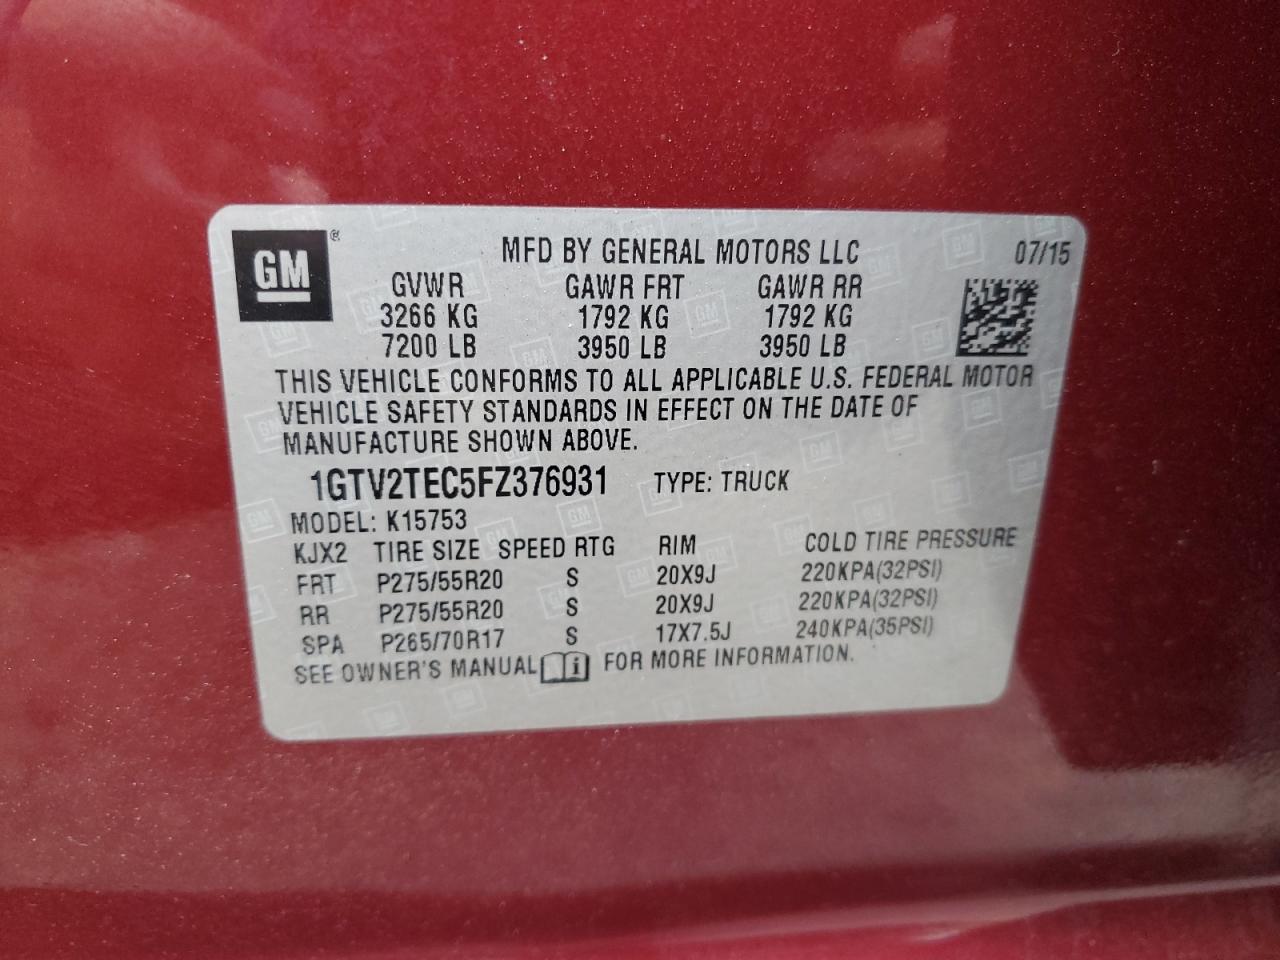 GM ® MFD BY GENERAL MOTORS LLC 07/15
GVWR GAWR FRT GAWR RR
3266 KG 1792 KG 1792 KG
7200 LB 3950 LB 3950 LB
THIS VEHICLE CONFORMS TO ALL APPLICABLE U.S. FEDERAL MOTOR
VEHICLE SAFETY STANDARDS IN EFFECT ON THE DATE OF
MANUFACTURE SHOWN ABOVE.
1GTV2TEC5FZ376931 TYPE: TRUCK
MODEL: K15753
KJX2 TIRE SIZE SPEED RTG RIM COLD TIRE PRESSURE
FRT P275/55R20 S 20X9J 220KPA(32PSI)
RR P275/55R20 S 20X9J 220KPA(32PSI)
SPA P265/70R17 S 17X7.5J 240KPA(35PSI)
SEE OWNER'S MANUAL i FOR MORE INFORMATION.